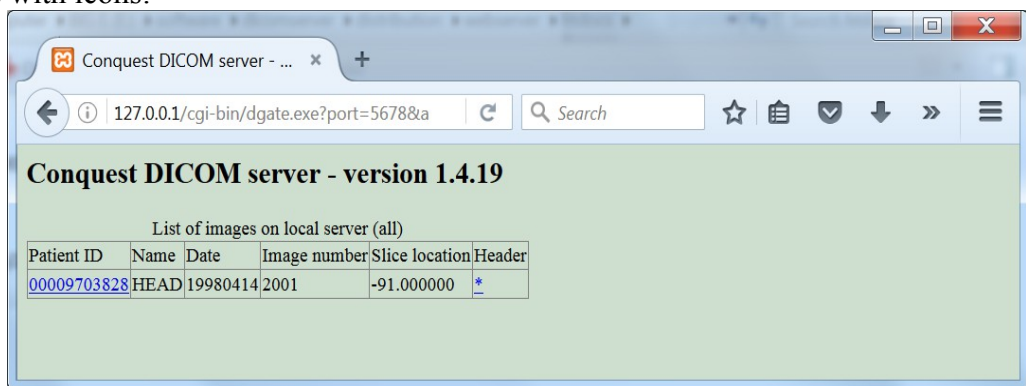 with icons.
Conquest DICOM server - ... × +
127.0.0.1/cgi-bin/dgate.exe?port=5678&a Search
Conquest DICOM server - version 1.4.19
List of images on local server (all)
Patient ID Name Date Image number Slice location Header
00009703828 HEAD 19980414 2001 -91.000000 *